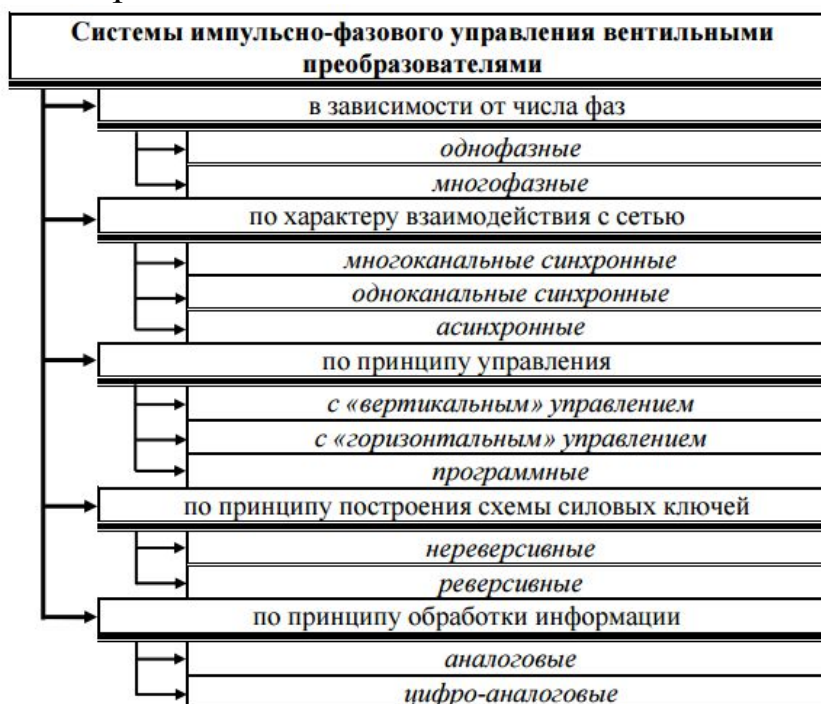 Системы импульсно-фазового управления вентильными
преобразователями
в зависимости от числа фаз
однофазные
многофазные
по характеру взаимодействия с сетью
многоканальные синхронные
одноканальные синхронные
асинхронные
по принципу управления
с «вертикальным» управлением
с «горизонтальным» управлением
программные
по принципу построения схемы силовых ключей
нереверсивные
реверсивные
по принципу обработки информации
аналоговые
цифро-аналоговые